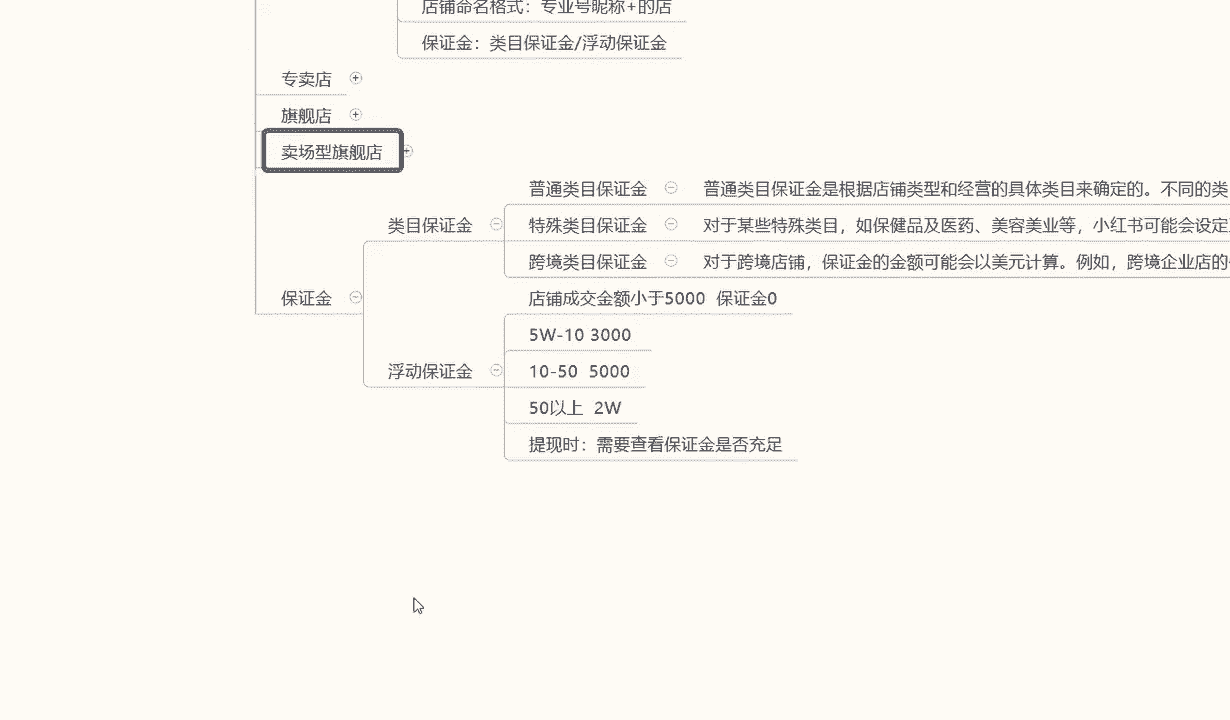 店铺命名格式：专业号昵称+的店
保证金：类目保证金/浮动保证金
专卖店
旗舰店
卖场型旗舰店
普通类目保证金 普通类目保证金是根据店铺类型和经营的具体类目来确定的。不同的类
类目保证金
特殊类目保证金 对于某些特殊类目，如保健品及医药、美容美业等，小红书可能会设定
跨境类目保证金 对于跨境店铺，保证金的金额可能会以美元计算。例如，跨境企业店的
保证金
店铺成交金额小于5000 保证金0
5W-10 3000
浮动保证金
10-50 5000
50以上 2W
提现时：需要查看保证金是否充足